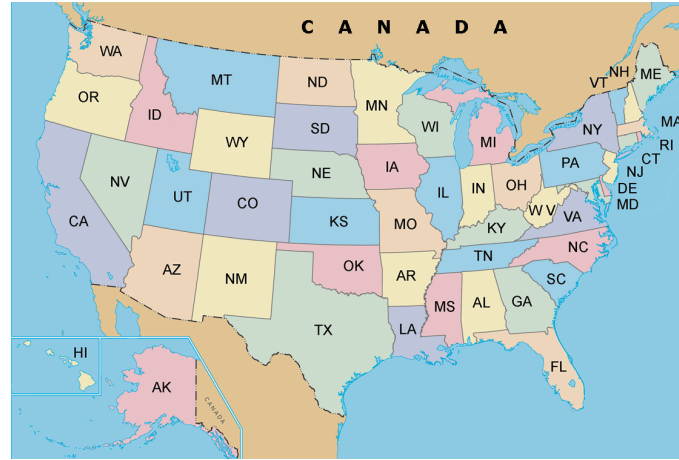 C A N A D A
WA
MT
ND
MN
VT
NH
ME
OR
ID
SD
WI
MI
NY
MA
WY
RI
CT
NV
UT
CO
NE
IA
IL
IN
OH
PA
NJ
DE
MD
CA
KS
MO
W V
VA
KY
AZ
NM
OK
AR
TN
NC
TX
LA
MS
AL
GA
SC
FL
HI
AK
CANADA